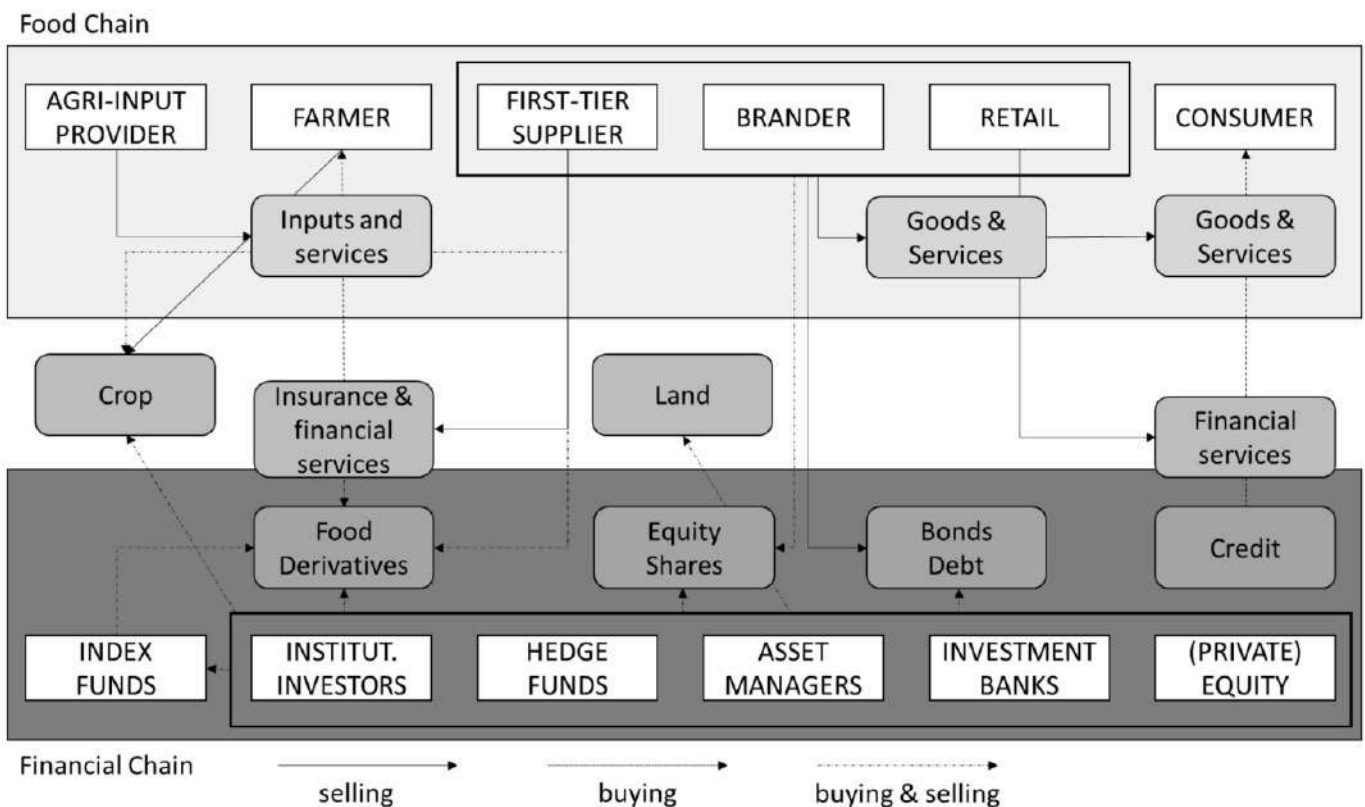 Food Chain
AGRI-INPUT
PROVIDER
FARMER
FIRST-TIER
SUPPLIER
BRANDER
RETAIL
CONSUMER
Inputs and
services
Goods &
Services
Goods &
Services
Crop
Insurance &
financial
services
Land
Financial
services
Food
Derivatives
Equity
Shares
Bonds
Debt
Credit
INDEX
FUNDS
INSTITUT.
INVESTORS
HEDGE
FUNDS
ASSET
MANAGERS
INVESTMENT
BANKS
(PRIVATE)
EQUITY
Financial Chain
selling
buying
buying & selling